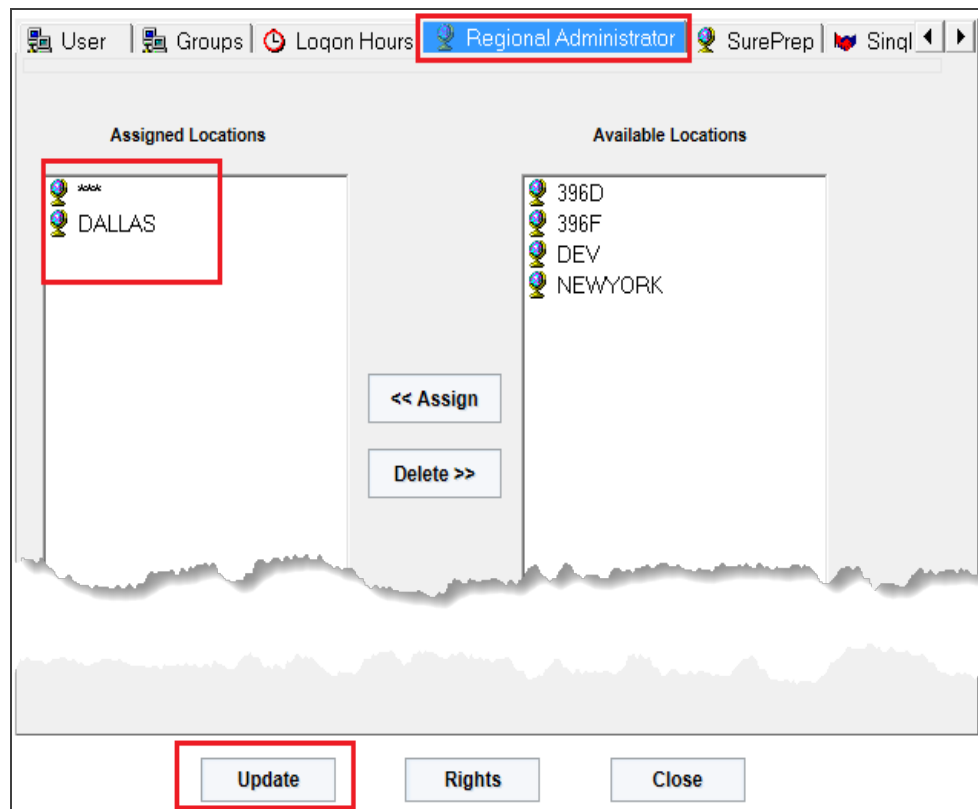 User Groups Logon Hours Regional Administrator SurePrep Singl
Assigned Locations Available Locations
*** 396D
DALLAS 396F
DEV
NEWYORK
<< Assign
Delete >>
Update Rights Close